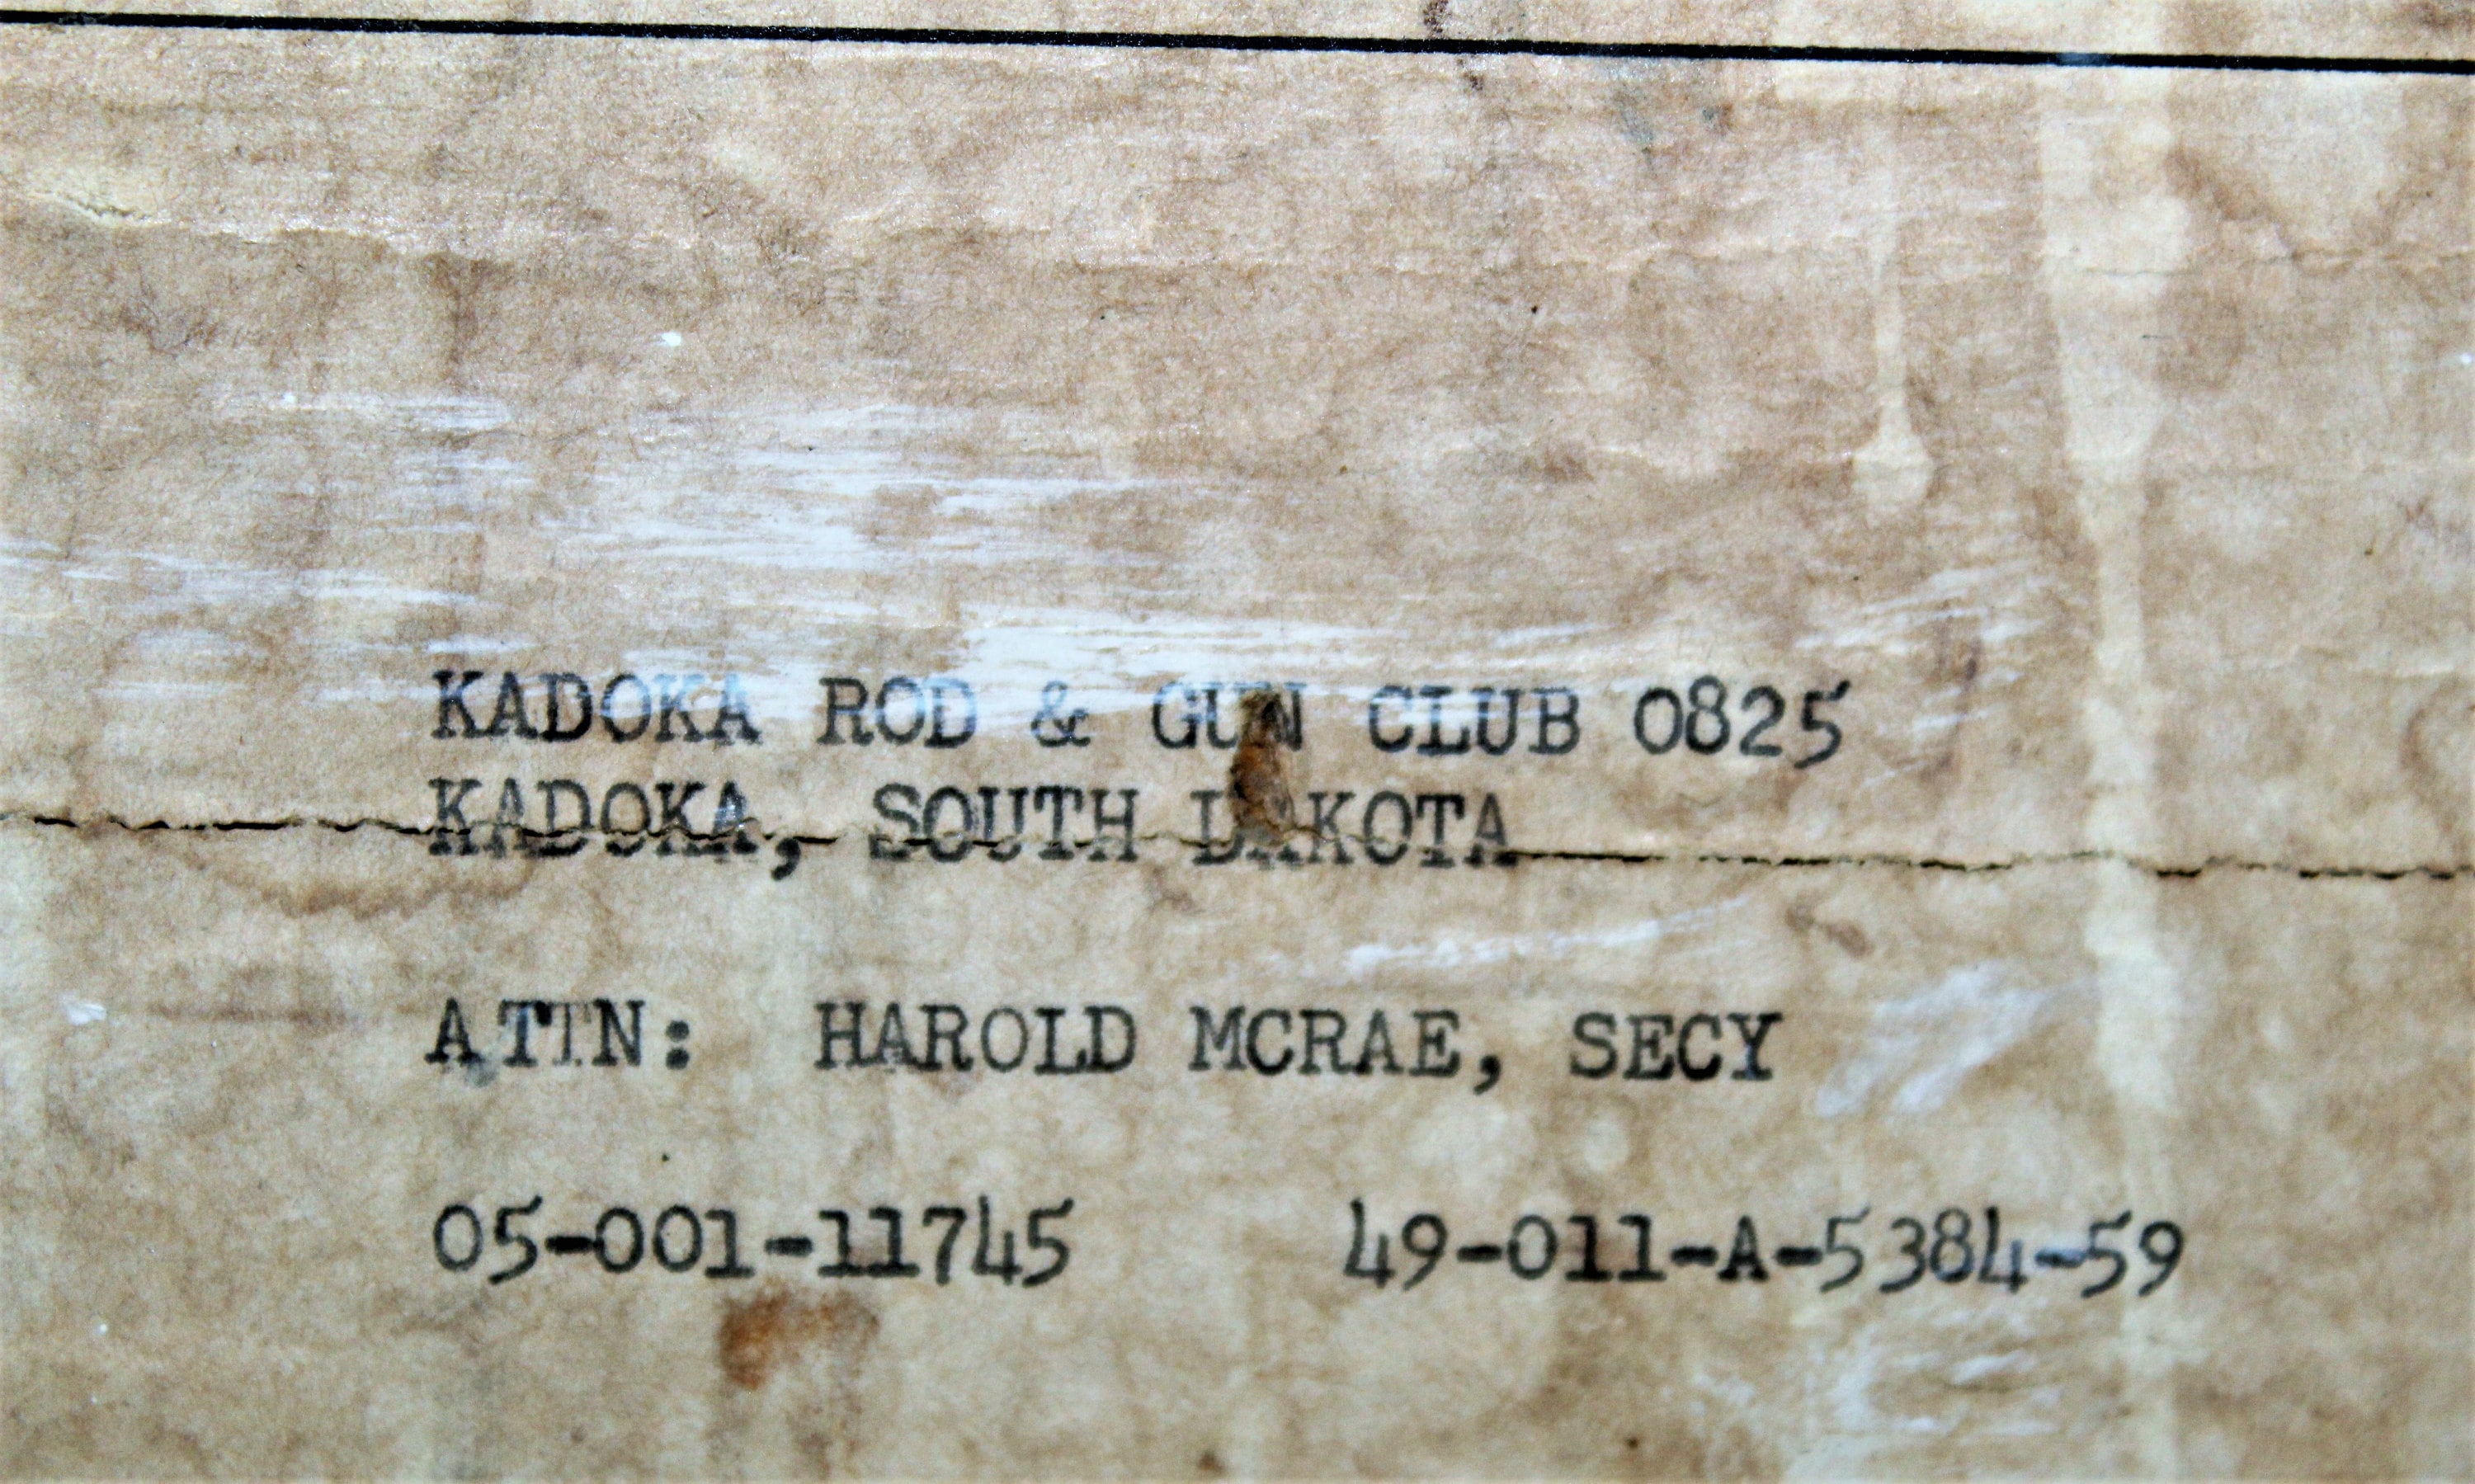 KADOKA ROD & GUN CLUB 0825
KADOKA, SOUTH DAKOTA
ATTN: HAROLD MCRAE, SECY
05-001-11745 49-011-A-5384-59